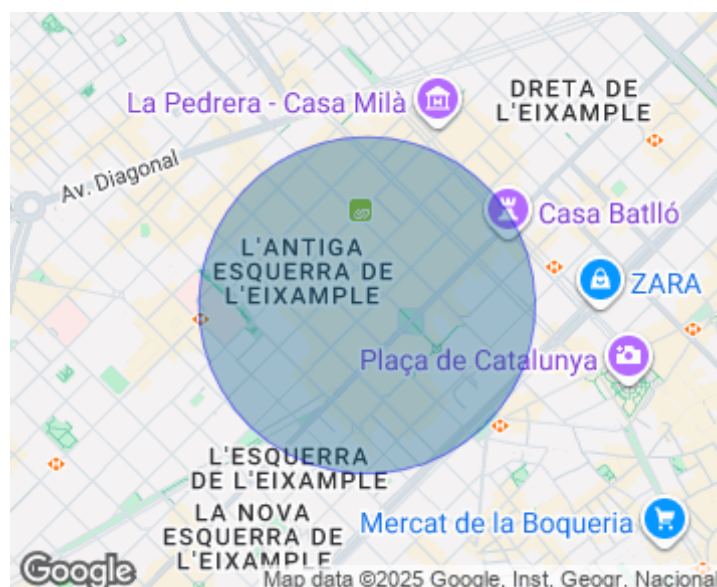 DRETA DE
L'EIXAMPLE
La Pedrera - Casa Milà
Av. Diagonal
Casa Batlló
L'ANTIGA
ESQUERRA DE
L'EIXAMPLE
ZARA
Plaça de Catalunya
L'ESQUERRA
DE L'EIXAMPLE
LA NOVA
ESQUERRA DE
L'EIXAMPLE
Mercat de la Boqueria
Google
Map data ©2025 Google, Inst. Geogr. Naciona